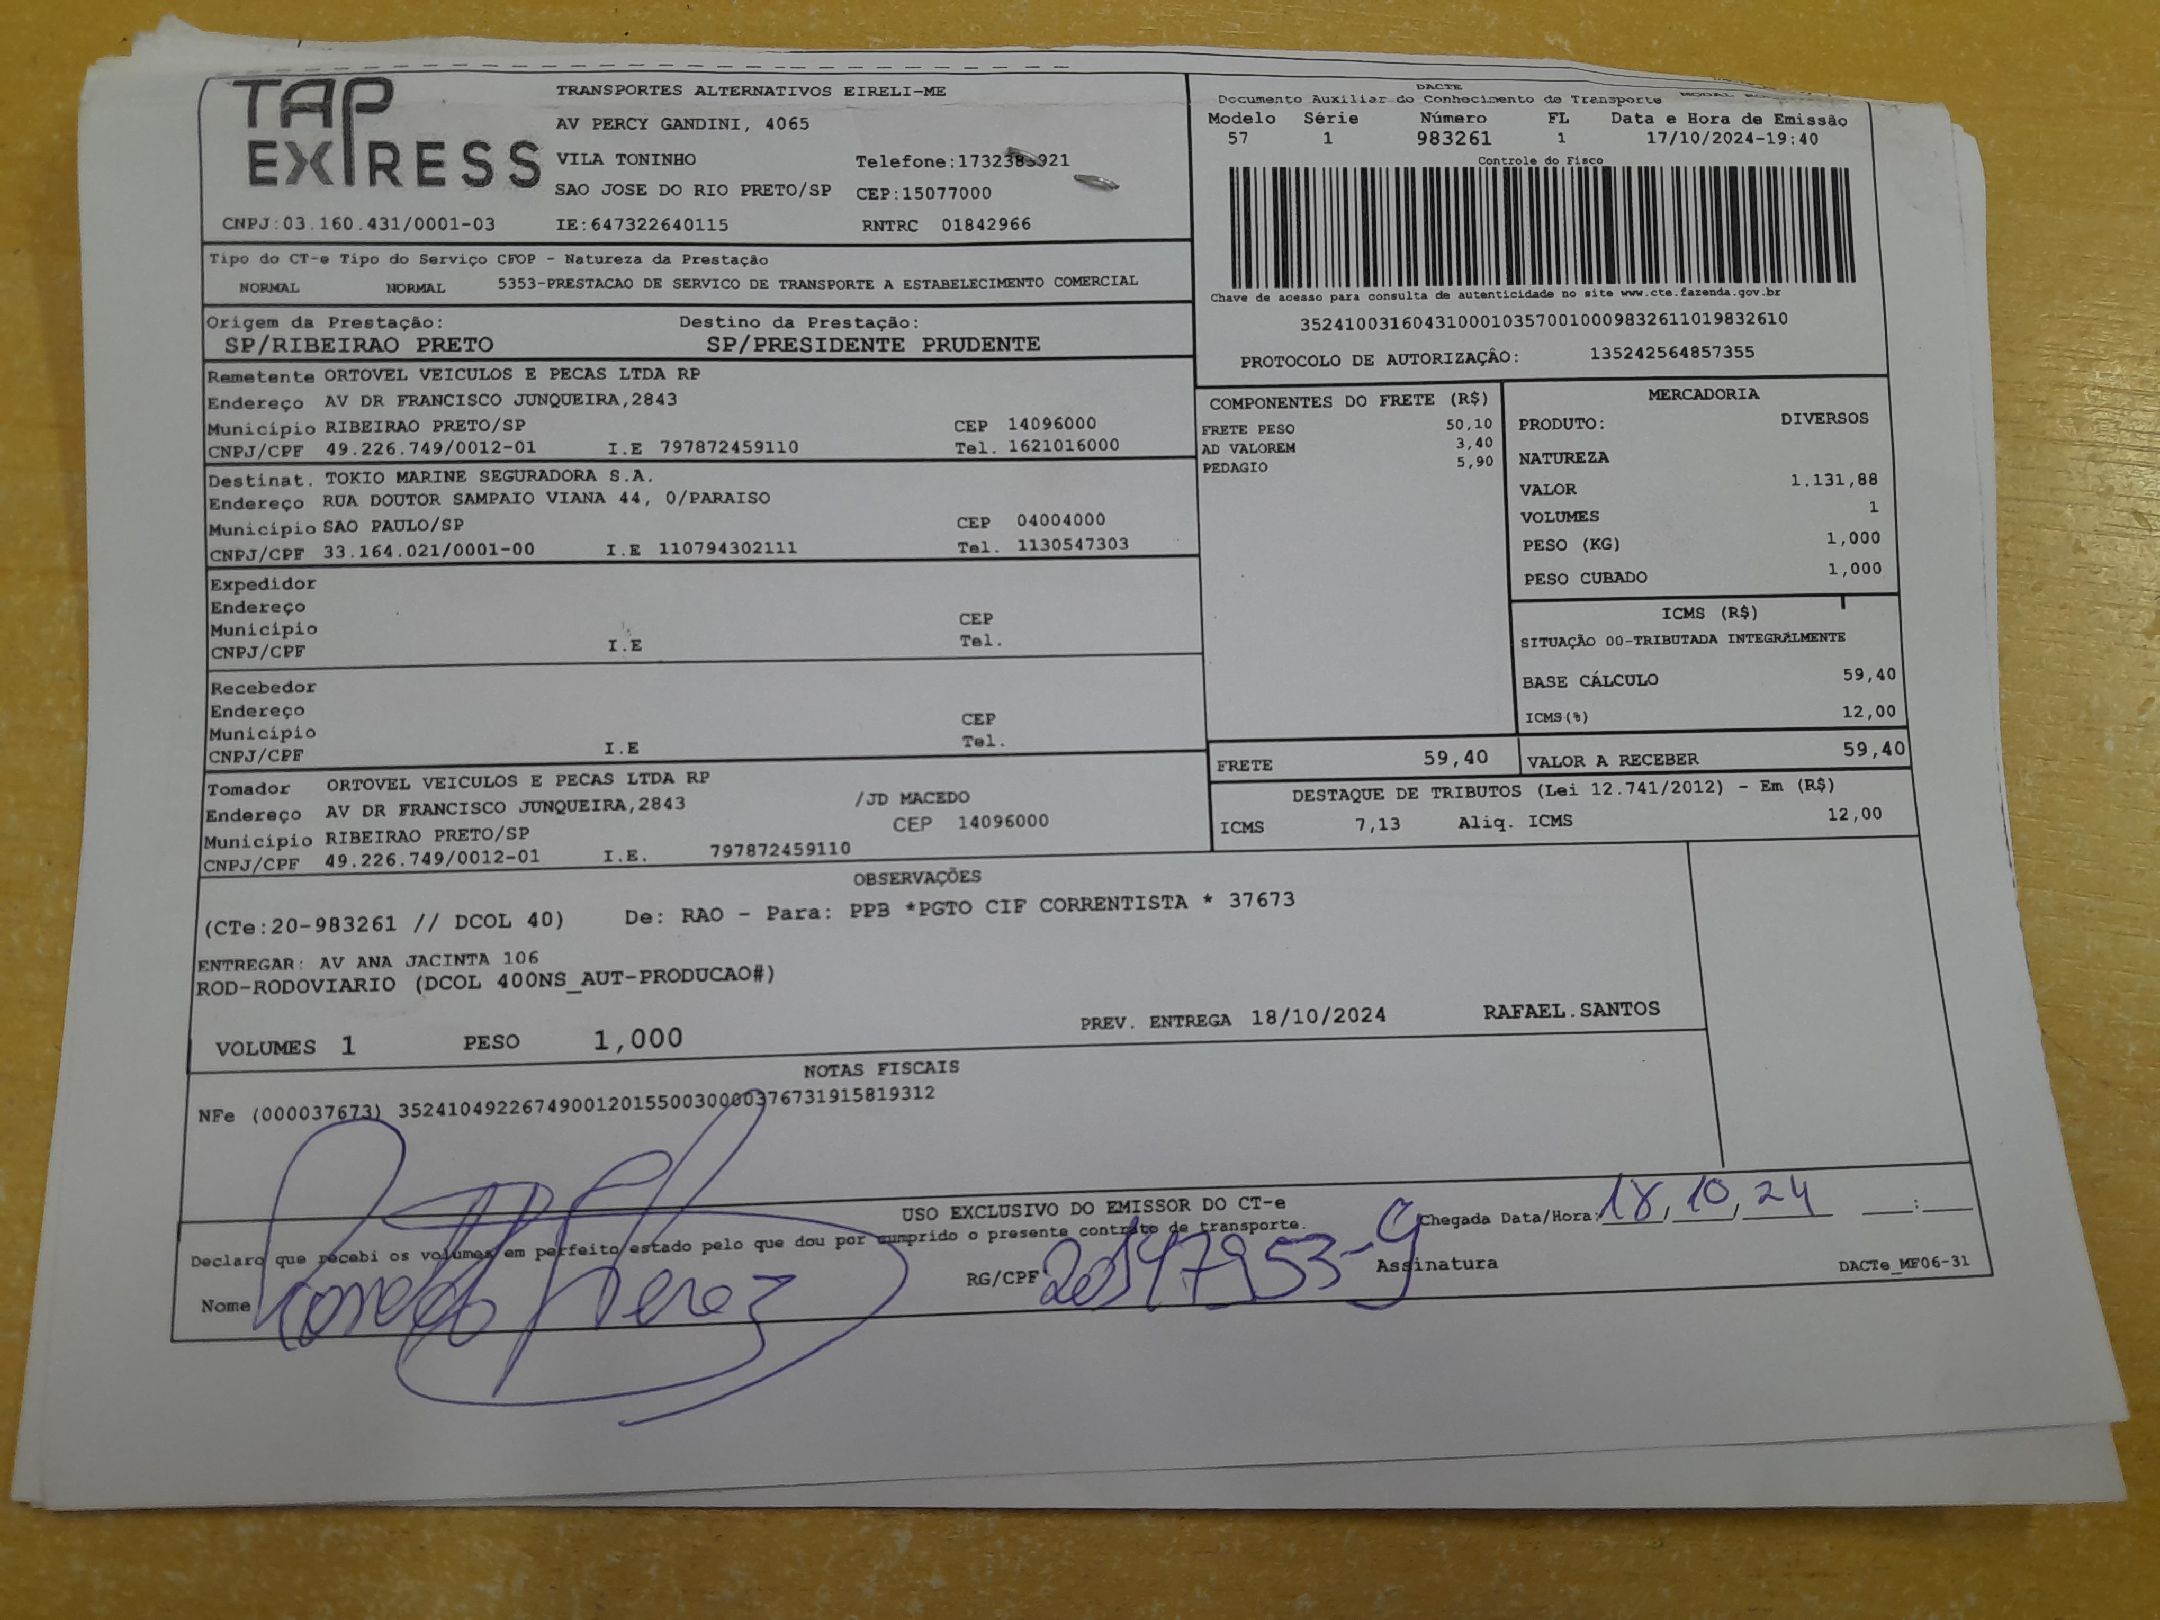 TAP EXPRESS
TRANSPORTES ALTERNATIVOS EIRELI-ME
AV PERCY GANDINI, 4065
VILA TONINHO Telefone:1732385921
SAO JOSE DO RIO PRETO/SP CEP:15077000
CNPJ:03.160.431/0001-03 IE:647322640115 RNTRC 01842966
DACTE
Documento Auxiliar do Conhecimento de Transporte
Modelo Série Número FL Data e Hora de Emissão
57 1 983261 1 17/10/2024-19:40
Controle do Fisco
Chave de acesso para consulta de autenticidade no site www.cte.fazenda.gov.br
35241003160431000103570010009832611019832610
PROTOCOLO DE AUTORIZAÇÃO: 135242564857355
Tipo do CT-e Tipo do Serviço CFOP - Natureza da Prestação
NORMAL NORMAL 5353-PRESTACAO DE SERVICO DE TRANSPORTE A ESTABELECIMENTO COMERCIAL
Origem da Prestação: Destino da Prestação:
SP/RIBEIRAO PRETO SP/PRESIDENTE PRUDENTE
Remetente ORTOVEL VEICULOS E PECAS LTDA RP
Endereço AV DR FRANCISCO JUNQUEIRA,2843
Município RIBEIRAO PRETO/SP CEP 14096000
CNPJ/CPF 49.226.749/0012-01 I.E 797872459110 Tel. 1621016000
Destinat. TOKIO MARINE SEGURADORA S.A.
Endereço RUA DOUTOR SAMPAIO VIANA 44, 0/PARAISO
Município SAO PAULO/SP CEP 04004000
CNPJ/CPF 33.164.021/0001-00 I.E 110794302111 Tel. 1130547303
Expedidor
Endereço
Município CEP
CNPJ/CPF I.E Tel.
Recebedor
Endereço
Município CEP
CNPJ/CPF I.E Tel.
Tomador ORTOVEL VEICULOS E PECAS LTDA RP
Endereço AV DR FRANCISCO JUNQUEIRA,2843 /JD MACEDO
Município RIBEIRAO PRETO/SP CEP 14096000
CNPJ/CPF 49.226.749/0012-01 I.E. 797872459110
COMPONENTES DO FRETE (R$)
FRETE PESO 50,10
AD VALOREM 3,40
PEDAGIO 5,90
MERCADORIA
PRODUTO: DIVERSOS
NATUREZA
VALOR 1.131,88
VOLUMES 1
PESO (KG) 1,000
PESO CUBADO 1,000
ICMS (R$)
SITUAÇÃO 00-TRIBUTADA INTEGRALMENTE
BASE CÁLCULO 59,40
ICMS(%) 12,00
FRETE 59,40 VALOR A RECEBER 59,40
DESTAQUE DE TRIBUTOS (Lei 12.741/2012) - Em (R$)
ICMS 7,13 Aliq. ICMS 12,00
OBSERVAÇÕES
(CTe:20-983261 // DCOL 40) De: RAO - Para: PPB *PGTO CIF CORRENTISTA * 37673
ENTREGAR: AV ANA JACINTA 106
ROD-RODOVIARIO (DCOL 400NS_AUT-PRODUCAO#)
PREV. ENTREGA 18/10/2024 RAFAEL.SANTOS
VOLUMES 1 PESO 1,000
NOTAS FISCAIS
NFe (000037673) 35241049226749001201550030000376731915819312
USO EXCLUSIVO DO EMISSOR DO CT-e
Declaro que recebi os volumes em perfeito estado pelo que dou por cumprido o presente contrato de transporte.
Chegada Data/Hora: 18,10,24 :
Nome
RG/CPF Assinatura
DACTe_MF06-31